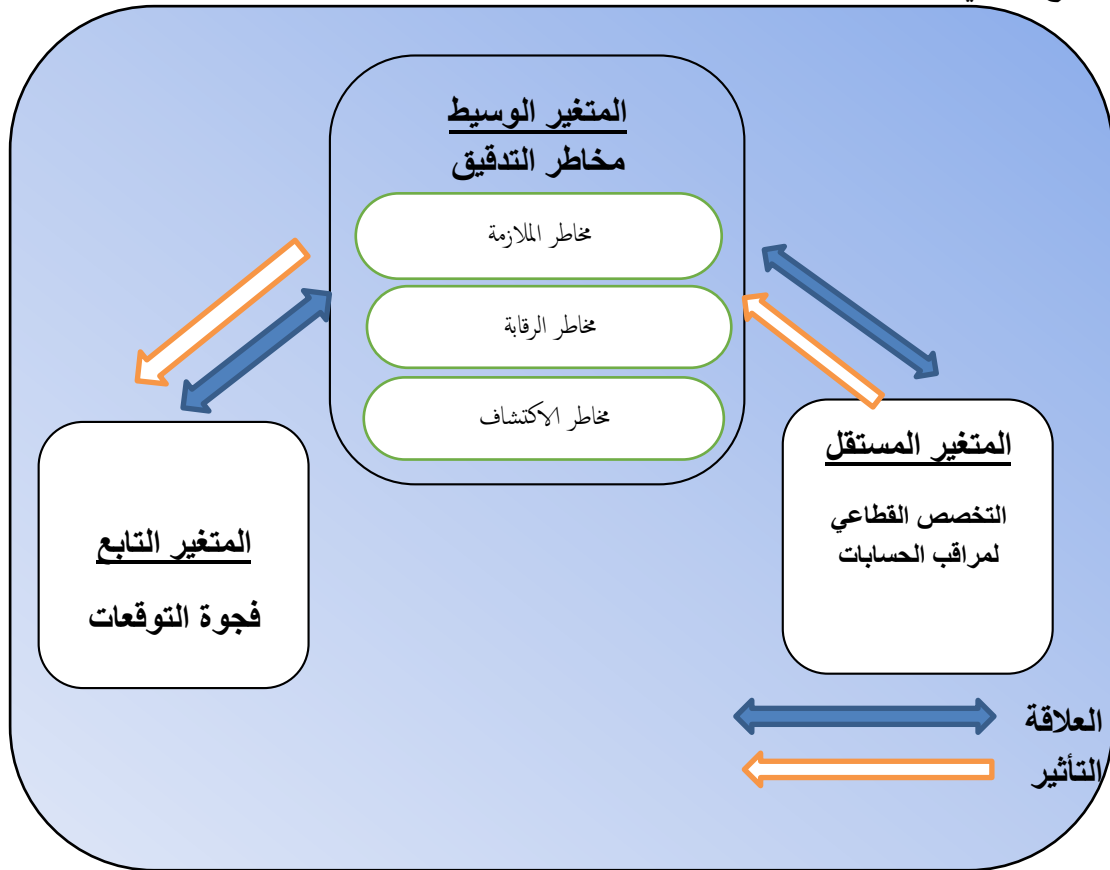 المتغير الوسيط
مخاطر التدقيق
مخاطر الملازمة
مخاطر الرقابة
مخاطر الاكتشاف
المتغير المستقل
التخصص القطاعي
لمراقب الحسابات
المتغير التابع
فجوة التوقعات
العلاقة
التأثير